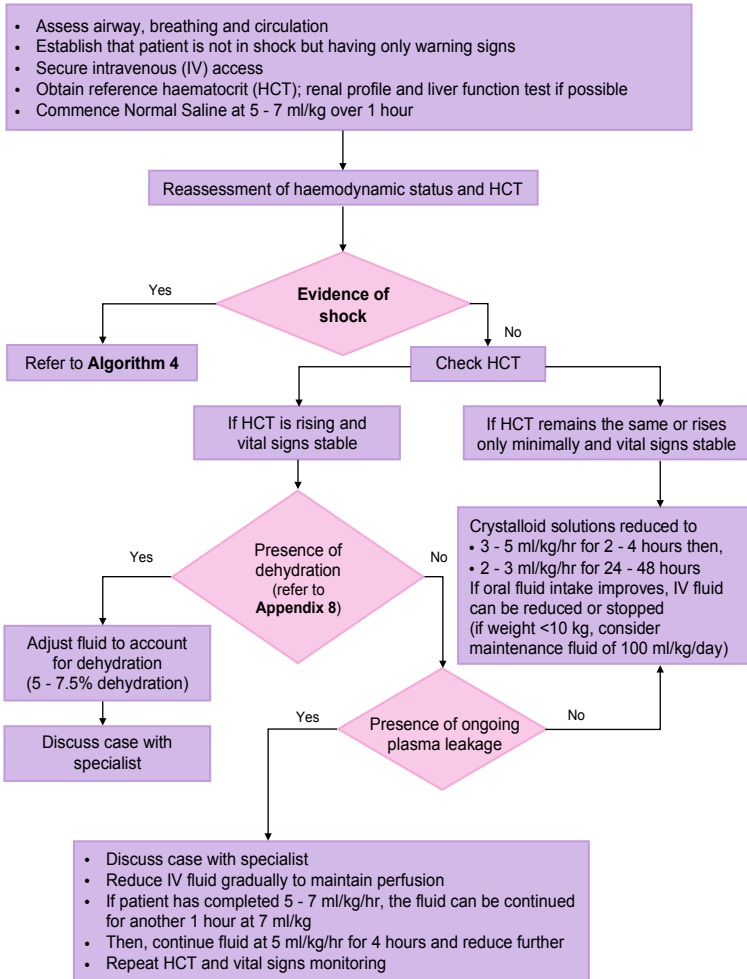 • Assess airway, breathing and circulation
• Establish that patient is not in shock but having only warning signs
• Secure intravenous (IV) access
• Obtain reference haematocrit (HCT); renal profile and liver function test if possible
• Commence Normal Saline at 5 - 7 ml/kg over 1 hour
Reassessment of haemodynamic status and HCT
Evidence of
shock
Yes
No
Refer to Algorithm 4
Check HCT
If HCT is rising and
vital signs stable
If HCT remains the same or rises
only minimally and vital signs stable
Presence of
dehydration
(refer to
Appendix 8)
Yes
No
Crystalloid solutions reduced to
• 3 - 5 ml/kg/hr for 2 - 4 hours then,
• 2 - 3 ml/kg/hr for 24 - 48 hours
If oral fluid intake improves, IV fluid
can be reduced or stopped
(if weight <10 kg, consider
maintenance fluid of 100 ml/kg/day)
Adjust fluid to account
for dehydration
(5 - 7.5% dehydration)
Discuss case with
specialist
Presence of ongoing
plasma leakage
Yes
No
• Discuss case with specialist
• Reduce IV fluid gradually to maintain perfusion
• If patient has completed 5 - 7 ml/kg/hr, the fluid can be continued
for another 1 hour at 7 ml/kg
• Then, continue fluid at 5 ml/kg/hr for 4 hours and reduce further
• Repeat HCT and vital signs monitoring